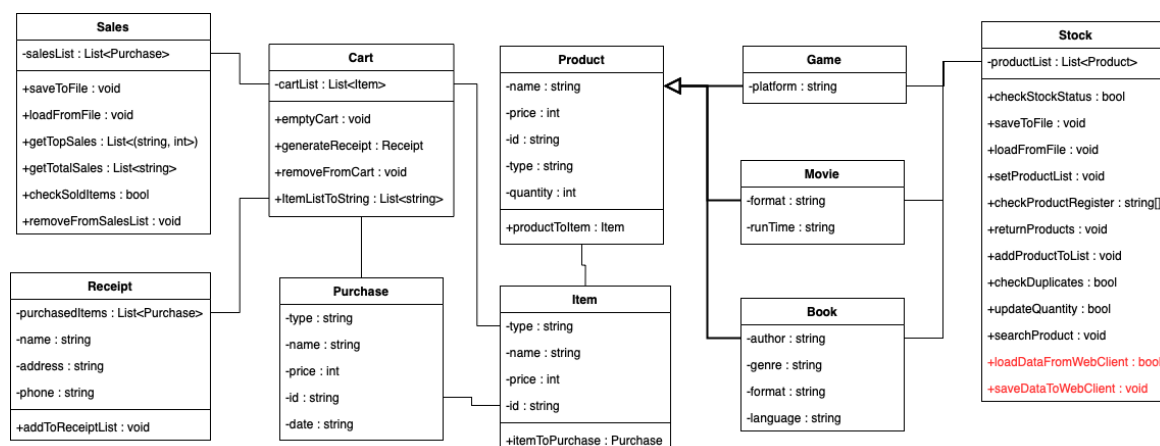 Sales
-salesList : List<Purchase>
+saveToFile : void
+loadFromFile : void
+getTopSales : List<(string, int>)
+getTotalSales : List<string>
+checkSoldItems : bool
+removeFromSalesList : void
Receipt
-purchasedItems : List<Purchase>
-name : string
-address : string
-phone : string
+addToReceiptList : void
Cart
-cartList : List<Item>
+emptyCart : void
+generateReceipt : Receipt
+removeFromCart : void
+ItemListToString : List<string>
Purchase
-type : string
-name : string
-price : int
-id : string
-date : string
Product
-name : string
-price : int
-id : string
-type : string
-quantity : int
+productToItem : Item
Item
-type : string
-name : string
-price : int
-id : string
+itemToPurchase : Purchase
Game
-platform : string
Movie
-format : string
-runTime : string
Book
-author : string
-genre : string
-format : string
-language : string
Stock
-productList : List<Product>
+checkStockStatus : bool
+saveToFile : void
+loadFromFile : void
+setProductList : void
+checkProductRegister : string[]
+returnProducts : void
+addProductToList : void
+checkDuplicates : bool
+updateQuantity : bool
+searchProduct : void
+loadDataFromWebClient : bool
+saveDataToWebClient : void